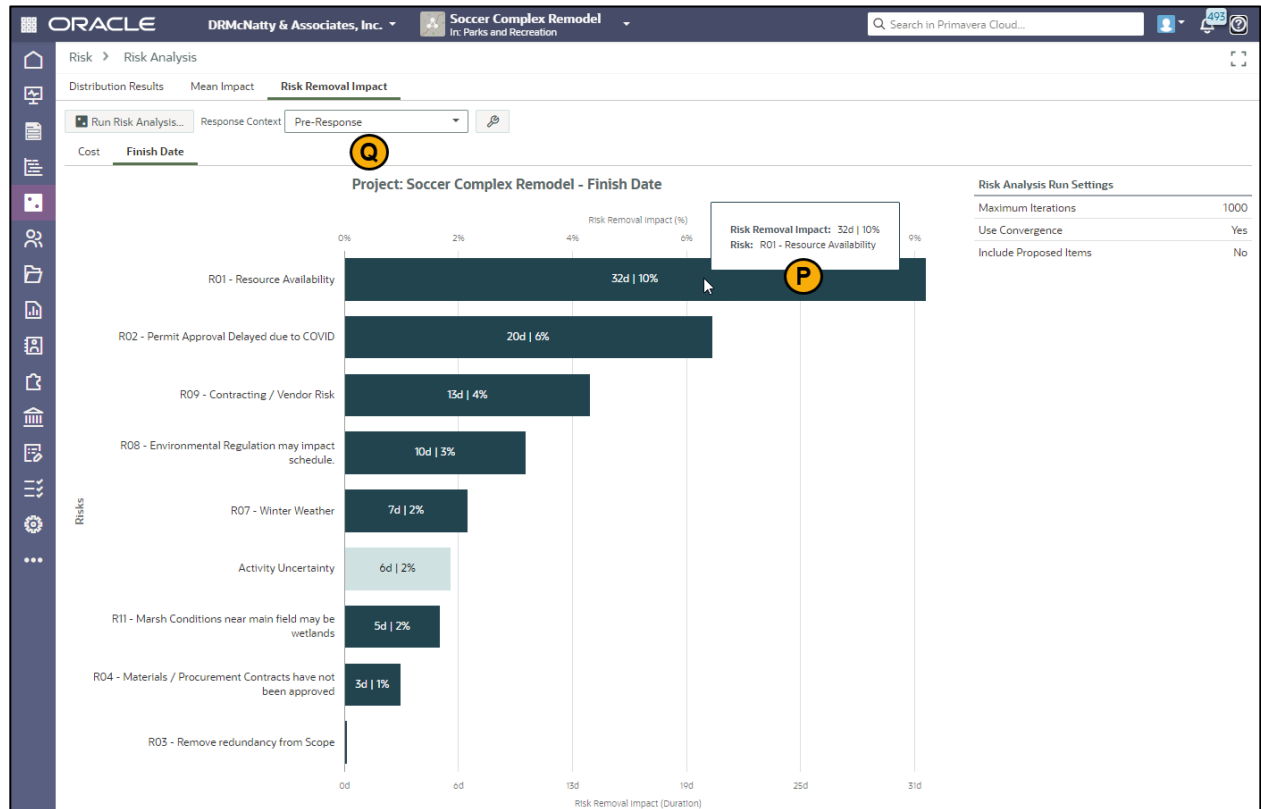 ORACLE DRMcNatty & Associates, Inc. Soccer Complex Remodel
In: Parks and Recreation
Search in Primavera Cloud...
493
Risk > Risk Analysis
Distribution Results Mean Impact Risk Removal Impact
Run Risk Analysis... Response Context Pre-Response
Q
Cost Finish Date
Project: Soccer Complex Remodel - Finish Date
Risk Removal Impact (%)
0% 2% 4% 6% 9%
Risk Removal Impact: 32d | 10%
Risk: R01 - Resource Availability
P
R01 - Resource Availability 32d | 10%
R02 - Permit Approval Delayed due to COVID 20d | 6%
R09 - Contracting / Vendor Risk 13d | 4%
R08 - Environmental Regulation may impact
schedule. 10d | 3%
R07 - Winter Weather 7d | 2%
Activity Uncertainty 6d | 2%
R11 - Marsh Conditions near main field may be
wetlands 5d | 2%
R04 - Materials / Procurement Contracts have not
been approved 3d | 1%
R03 - Remove redundancy from Scope
Risks
0d 6d 13d 19d 25d 31d
Risk Removal Impact (Duration)
Risk Analysis Run Settings
Maximum Iterations 1000
Use Convergence Yes
Include Proposed Items No